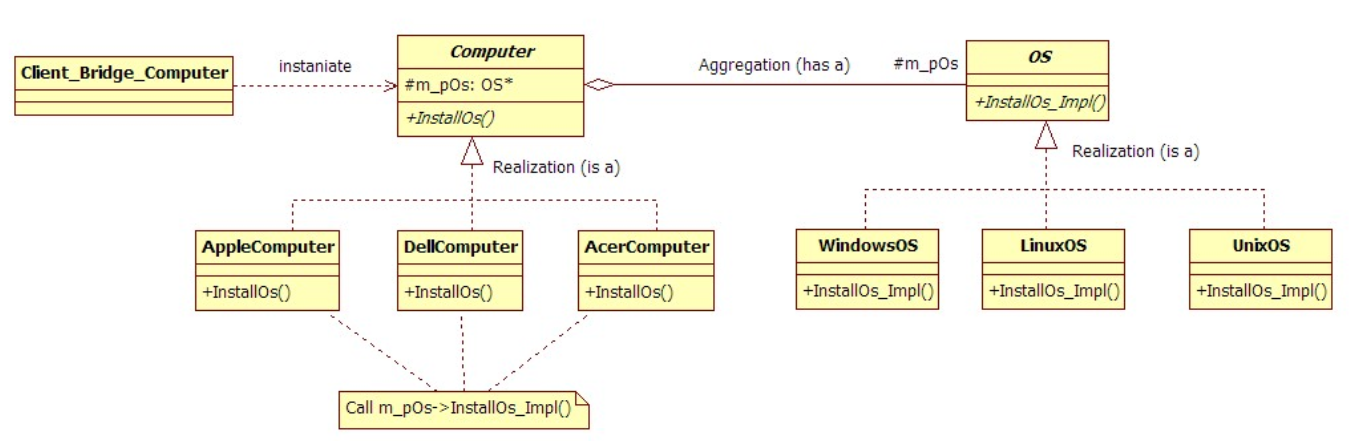 Client_Bridge_Computer
instaniate
Computer
#m_pOs: OS*
+InstallOs()
Aggregation (has a)
#m_pOs
OS
+InstallOs_Impl()
Realization (is a)
Realization (is a)
AppleComputer
+InstallOs()
DellComputer
+InstallOs()
AcerComputer
+InstallOs()
WindowsOS
+InstallOs_Impl()
LinuxOS
+InstallOs_Impl()
UnixOS
+InstallOs_Impl()
Call m_pOs->InstallOs_Impl()